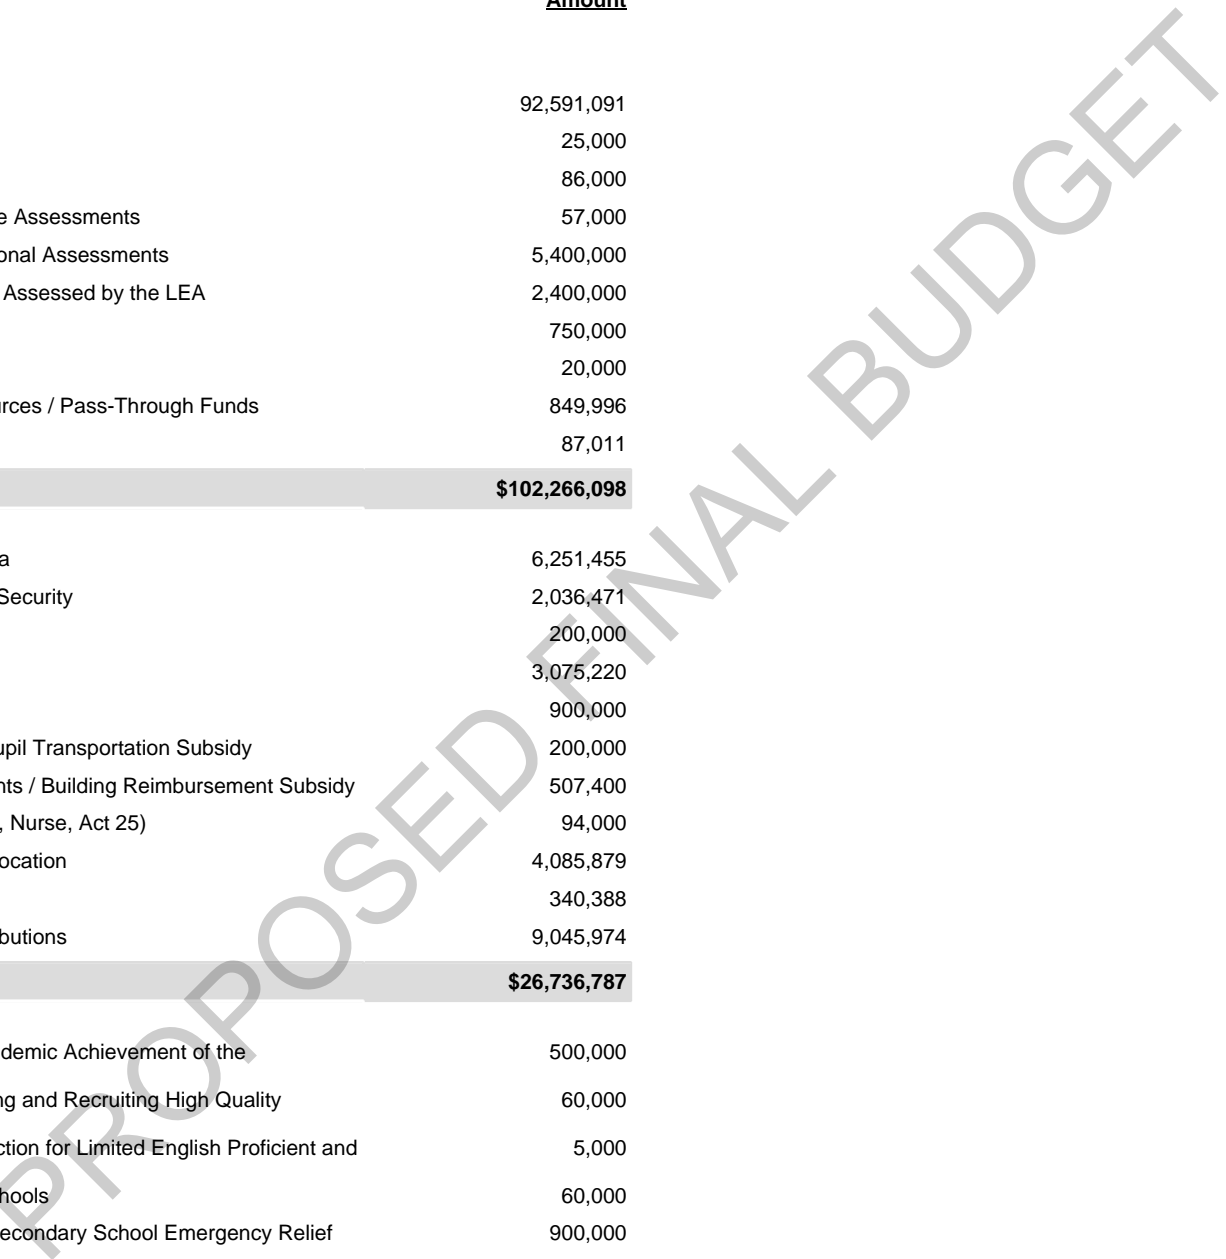 Amount
92,591,091
25,000
86,000
e Assessments 57,000
onal Assessments 5,400,000
Assessed by the LEA 2,400,000
750,000
20,000
urces / Pass-Through Funds 849,996
87,011
$102,266,098
a 6,251,455
Security 2,036,471
200,000
3,075,220
900,000
upil Transportation Subsidy 200,000
nts / Building Reimbursement Subsidy 507,400
, Nurse, Act 25) 94,000
ocation 4,085,879
340,388
butions 9,045,974
$26,736,787
demic Achievement of the 500,000
ng and Recruiting High Quality 60,000
ction for Limited English Proficient and 5,000
hools 60,000
Secondary School Emergency Relief 900,000
PROPOSED FINAL BUDGET